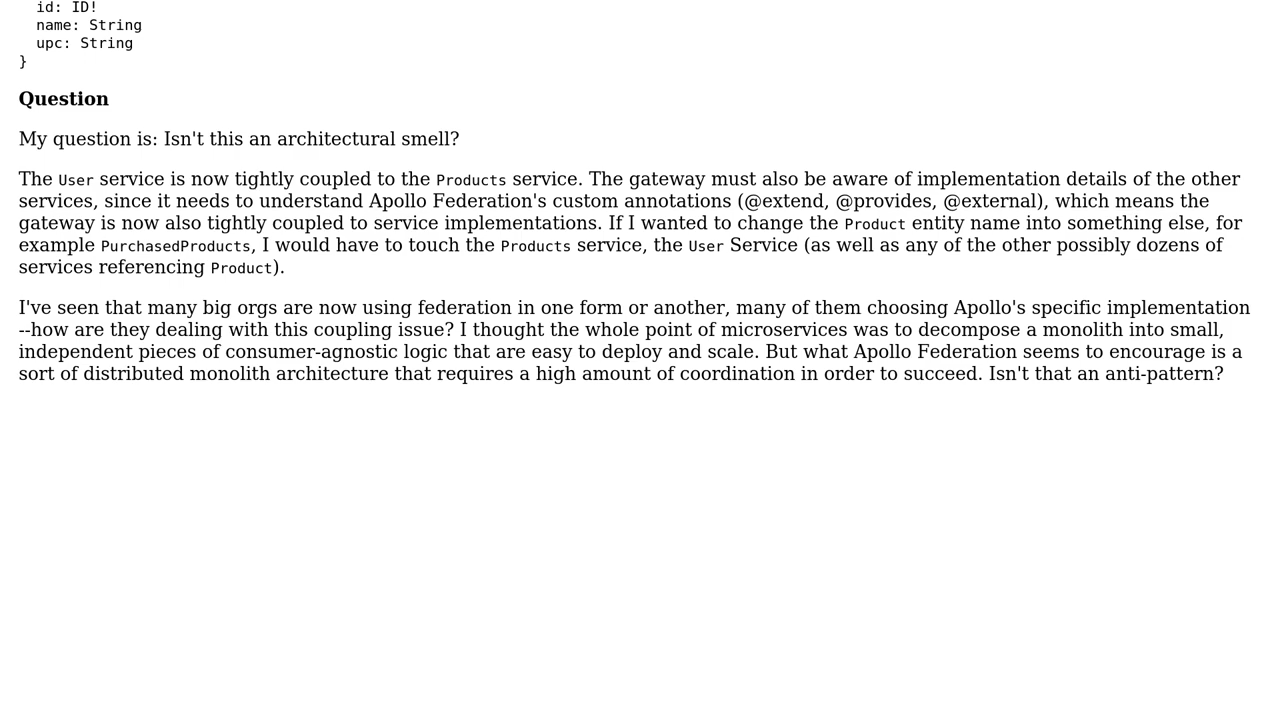 id: ID!
name: String
upc: String
}
Question
My question is: Isn't this an architectural smell?
The User service is now tightly coupled to the Products service. The gateway must also be aware of implementation details of the other
services, since it needs to understand Apollo Federation's custom annotations (@extend, @provides, @external), which means the
gateway is now also tightly coupled to service implementations. If I wanted to change the Product entity name into something else, for
example PurchasedProducts, I would have to touch the Products service, the User Service (as well as any of the other possibly dozens of
services referencing Product).
I've seen that many big orgs are now using federation in one form or another, many of them choosing Apollo's specific implementation
--how are they dealing with this coupling issue? I thought the whole point of microservices was to decompose a monolith into small,
independent pieces of consumer-agnostic logic that are easy to deploy and scale. But what Apollo Federation seems to encourage is a
sort of distributed monolith architecture that requires a high amount of coordination in order to succeed. Isn't that an anti-pattern?